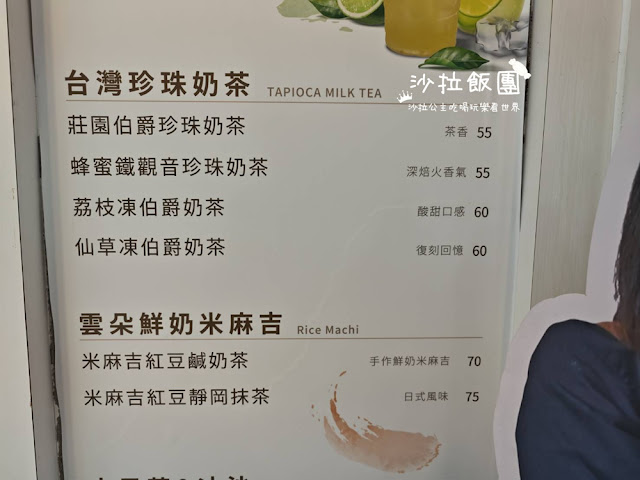 沙拉飯團
沙拉公主吃喝玩樂看世界
台灣珍珠奶茶 TAPIOCA MILK TEA
莊園伯爵珍珠奶茶 茶香 55
蜂蜜鐵觀音珍珠奶茶 深焙火香氣 55
荔枝凍伯爵奶茶 酸甜口感 60
仙草凍伯爵奶茶 復刻回憶 60
雲朵鮮奶米麻吉 Rice Machi
米麻吉紅豆鹹奶茶 手作鮮奶米麻吉 70
米麻吉紅豆靜岡抹茶 日式風味 75